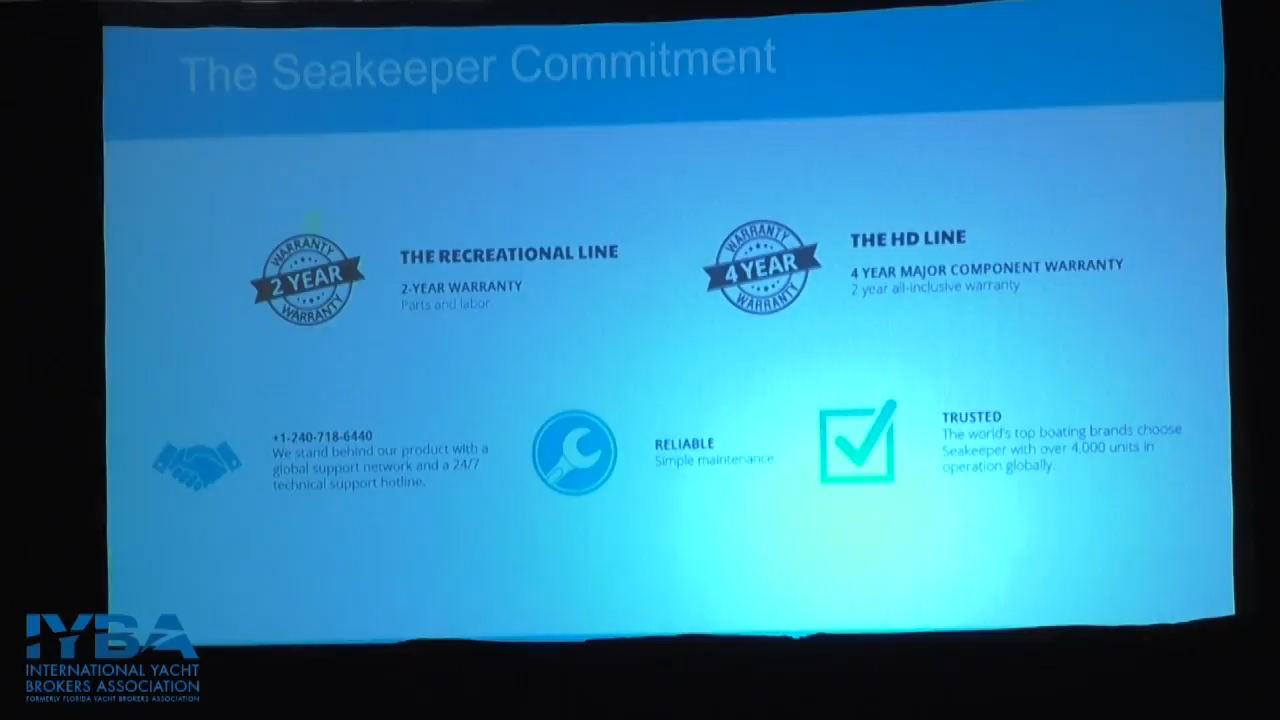 The Seakeeper Commitment
WARRANTY
2 YEAR
WARRANTY
THE RECREATIONAL LINE
2-YEAR WARRANTY
Parts and labor
WARRANTY
4 YEAR
WARRANTY
THE HD LINE
4 YEAR MAJOR COMPONENT WARRANTY
2 year all-inclusive warranty
+1-240-718-6440
We stand behind our product with a
global support network and a 24/7
technical support hotline.
RELIABLE
Simple maintenance
TRUSTED
The world's top boating brands choose
Seakeeper with over 4,000 units in
operation globally.
IYBA
INTERNATIONAL YACHT
BROKERS ASSOCIATION
FORMERLY FLORIDA YACHT BROKERS ASSOCIATION